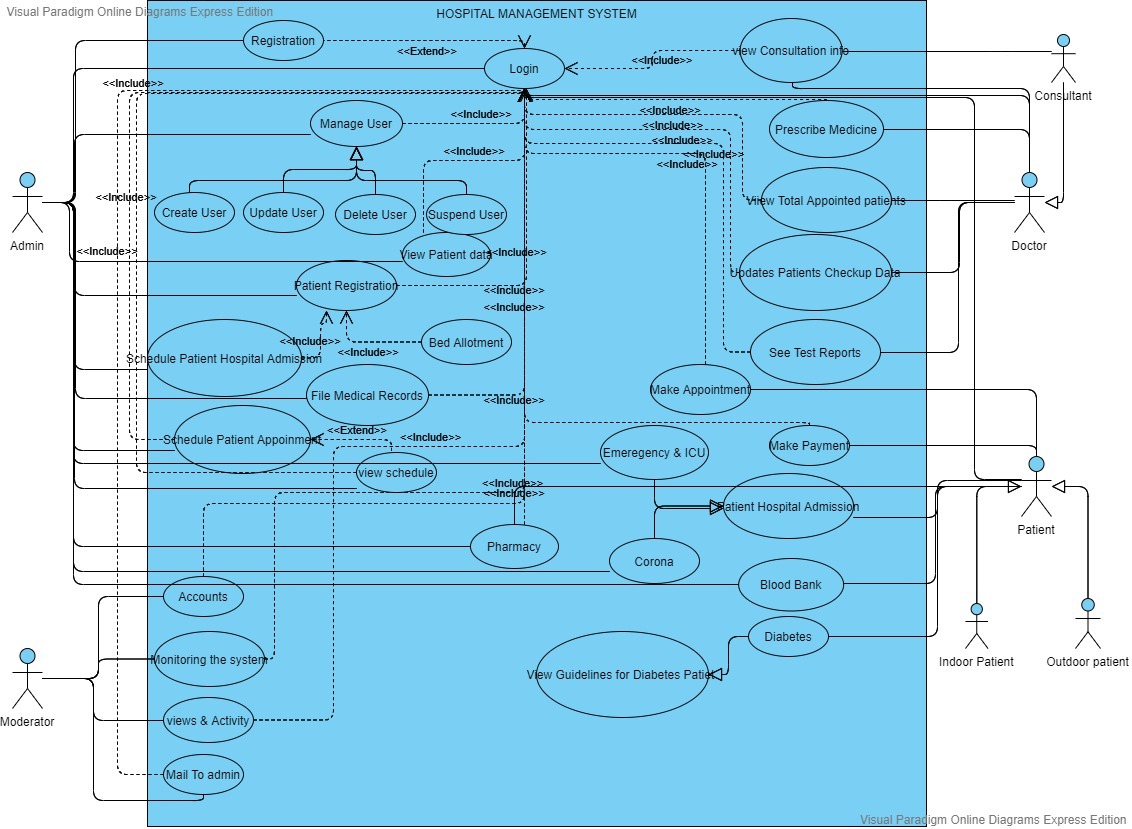 Visual Paradigm Online Diagrams Express Edition
HOSPITAL MANAGEMENT SYSTEM
Registration
<<Extend>>
Login
<<Include>>
view Consultation info
Consultant
<<Include>>
Manage User
<<Include>>
<<Include>>
<<Include>>
<<Include>>
<<Include>>
<<Include>>
Prescribe Medicine
<<Include>>
<<Include>>
Create User
Update User
Delete User
Suspend User
View Total Appointed patients
Admin
Doctor
<<Include>>
View Patient data
<<Include>>
Updates Patients Checkup Data
Patient Registration
<<Include>>
<<Include>>
<<Include>>
Bed Allotment
<<Include>>
See Test Reports
Schedule Patient Hospital Admission
File Medical Records
<<Include>>
Make Appointment
<<Extend>>
<<Include>>
Schedule Patient Appoinment
Make Payment
Emeregency & ICU
view schedule
<<Include>>
<<Include>>
Patient Hospital Admission
Patient
Pharmacy
Corona
Blood Bank
Accounts
Diabetes
Monitoring the system
View Guidelines for Diabetes Patient
Indoor Patient
Outdoor patient
Moderator
views & Activity
Mail To admin
Visual Paradigm Online Diagrams Express Edition